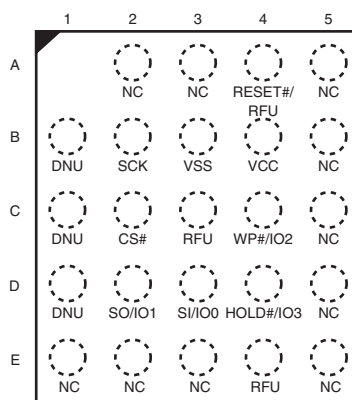 1 2 3 4 5
A
NC NC RESET#/ NC
RFU
B
DNU SCK VSS VCC NC
C
DNU CS# RFU WP#/IO2 NC
D
DNU SO/IO1 SI/IO0 HOLD#/IO3 NC
E
NC NC NC RFU NC